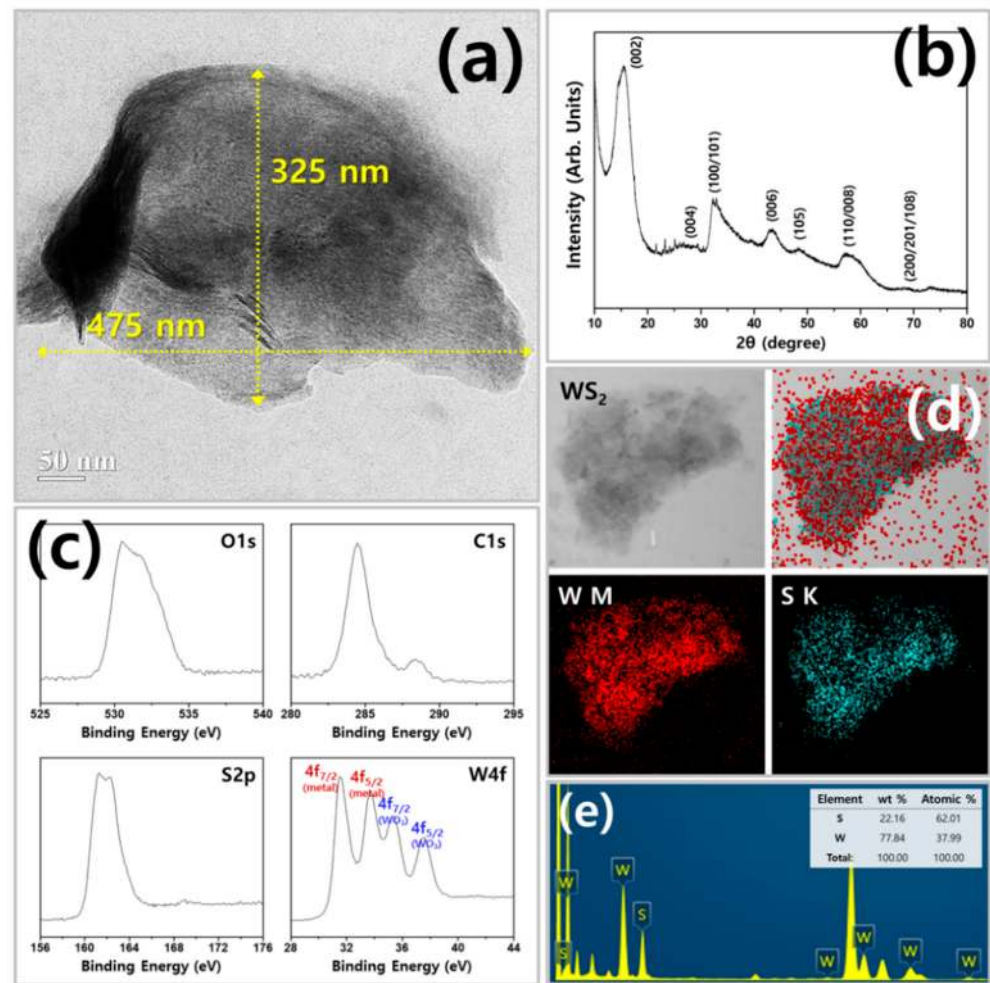 (a)
325 nm
475 nm
50 nm
(b)
Intensity (Arb. Units)
(002)
(004)
(100/101)
(006)
(105)
(110/008)
(200/201/108)
10 20 30 40 50 60 70 80
2θ (degree)
(c)
O1s
525 530 535 540
Binding Energy (eV)
C1s
280 285 290 295
Binding Energy (eV)
S2p
156 160 164 168 172 176
Binding Energy (eV)
W4f
4f7/2
(metal)
4f5/2
(metal)
4f7/2
(WO3)
4f5/2
(WO3)
28 32 36 40 44
Binding Energy (eV)
WS2
(d)
W M
S K
(e)
Element wt % Atomic %
S 22.16 62.01
W 77.84 37.99
Total: 100.00 100.00
W
S
W
S
W
W
W
W